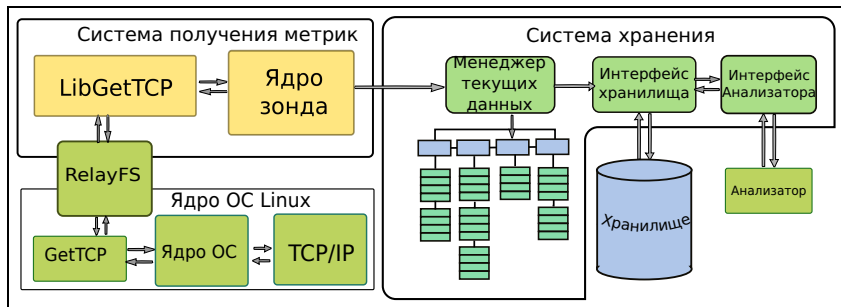 Система получения метрик
Система хранения
LibGetTCP
Ядро
зонда
Менеджер
текущих
данных
Интерфейс
хранилища
Интерфейс
Анализатора
RelayFS
Ядро ОС Linux
GetTCP
Ядро ОС
TCP/IP
Хранилище
Анализатор